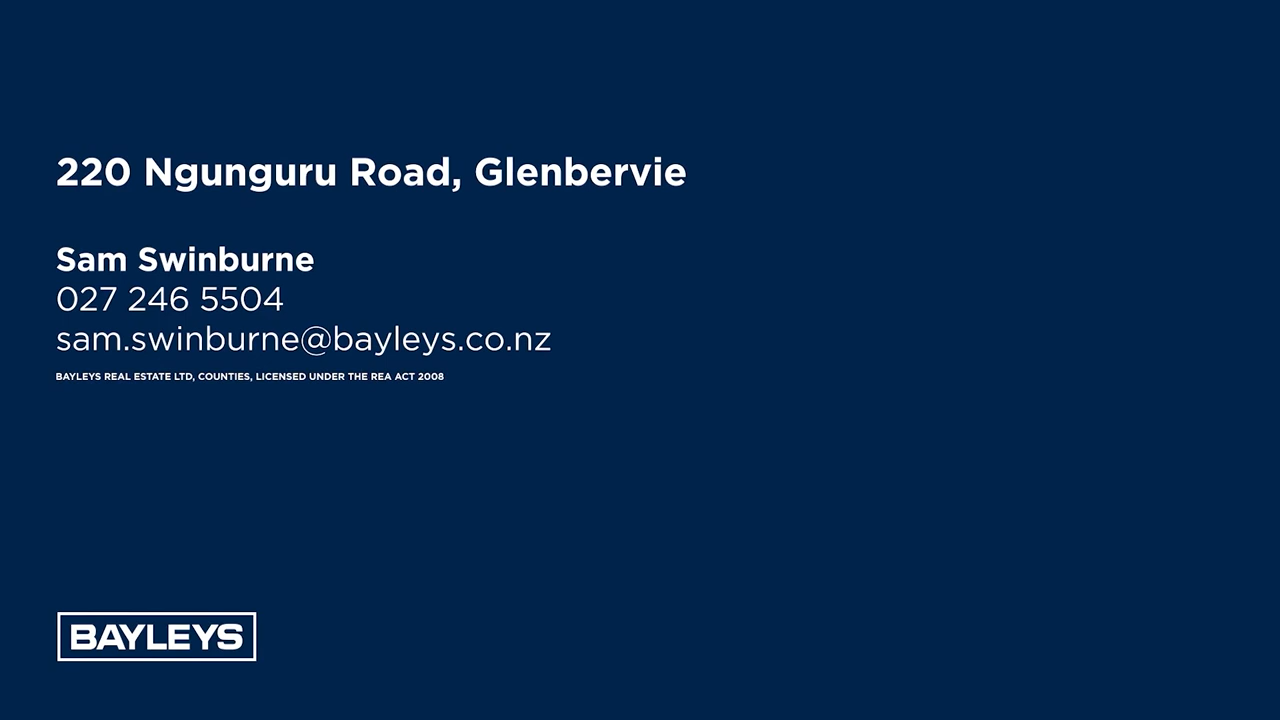 220 Ngunguru Road, Glenbervie
Sam Swinburne
027 246 5504
sam.swinburne@bayleys.co.nz
BAYLEYS REAL ESTATE LTD, COUNTIES, LICENSED UNDER THE REA ACT 2008
BAYLEYS